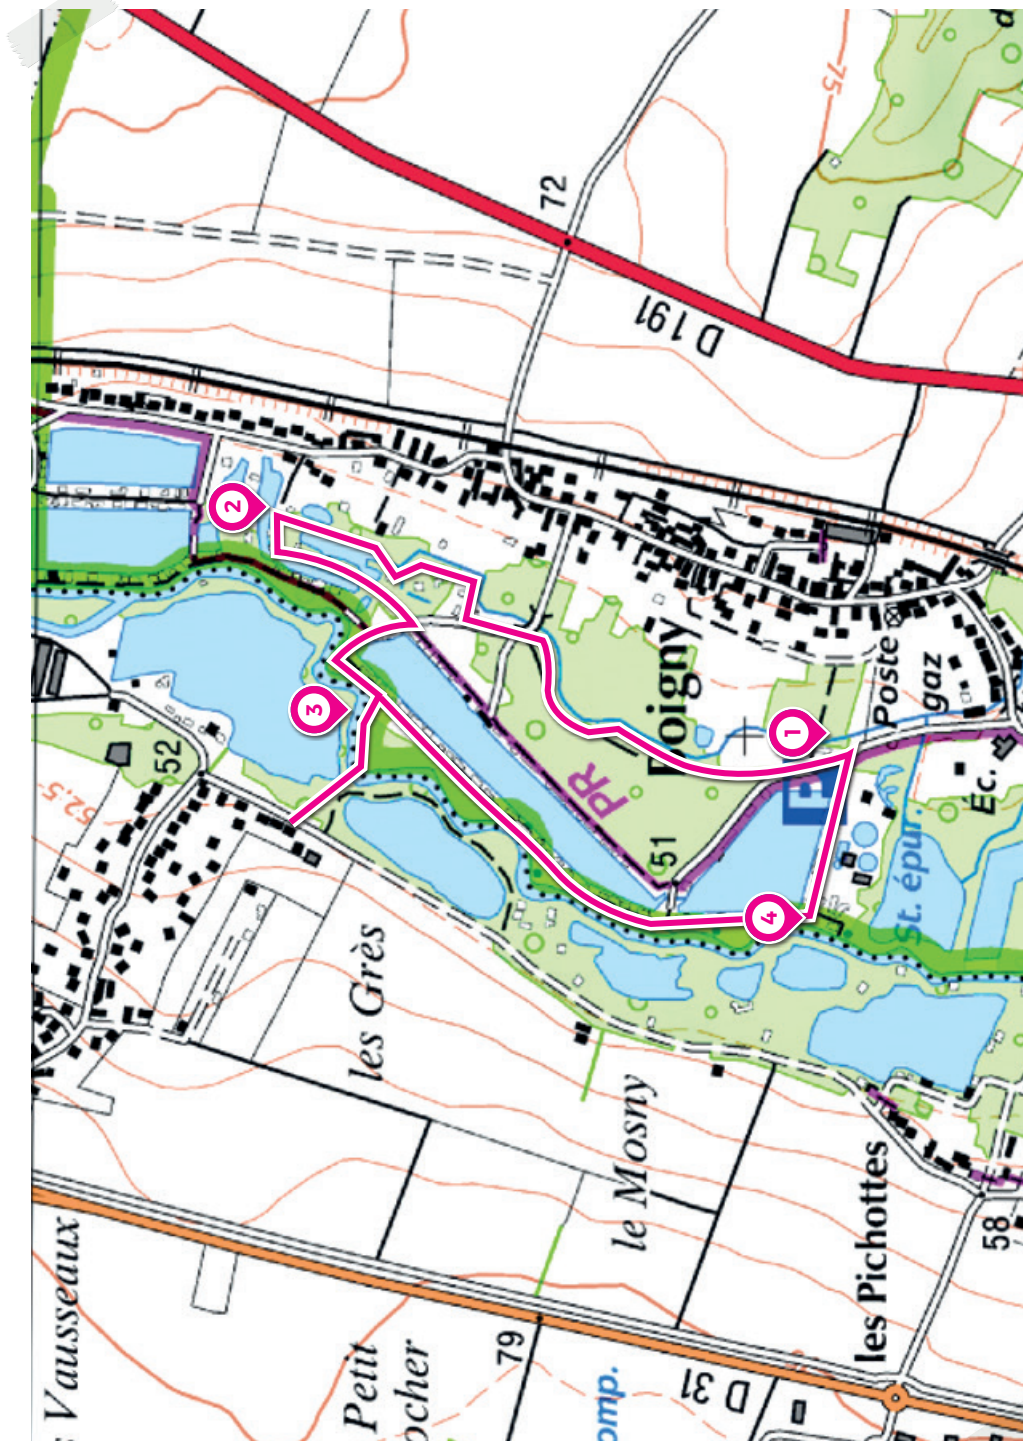 75
72
D 191
2
3
52
52,5
PR
51
1
P
Poste
gaz
Éc.
St. épur.
4
les Grès
le Mosny
les Pichottes
58
Vausseaux
Petit
ocher
79
omp.
D 31